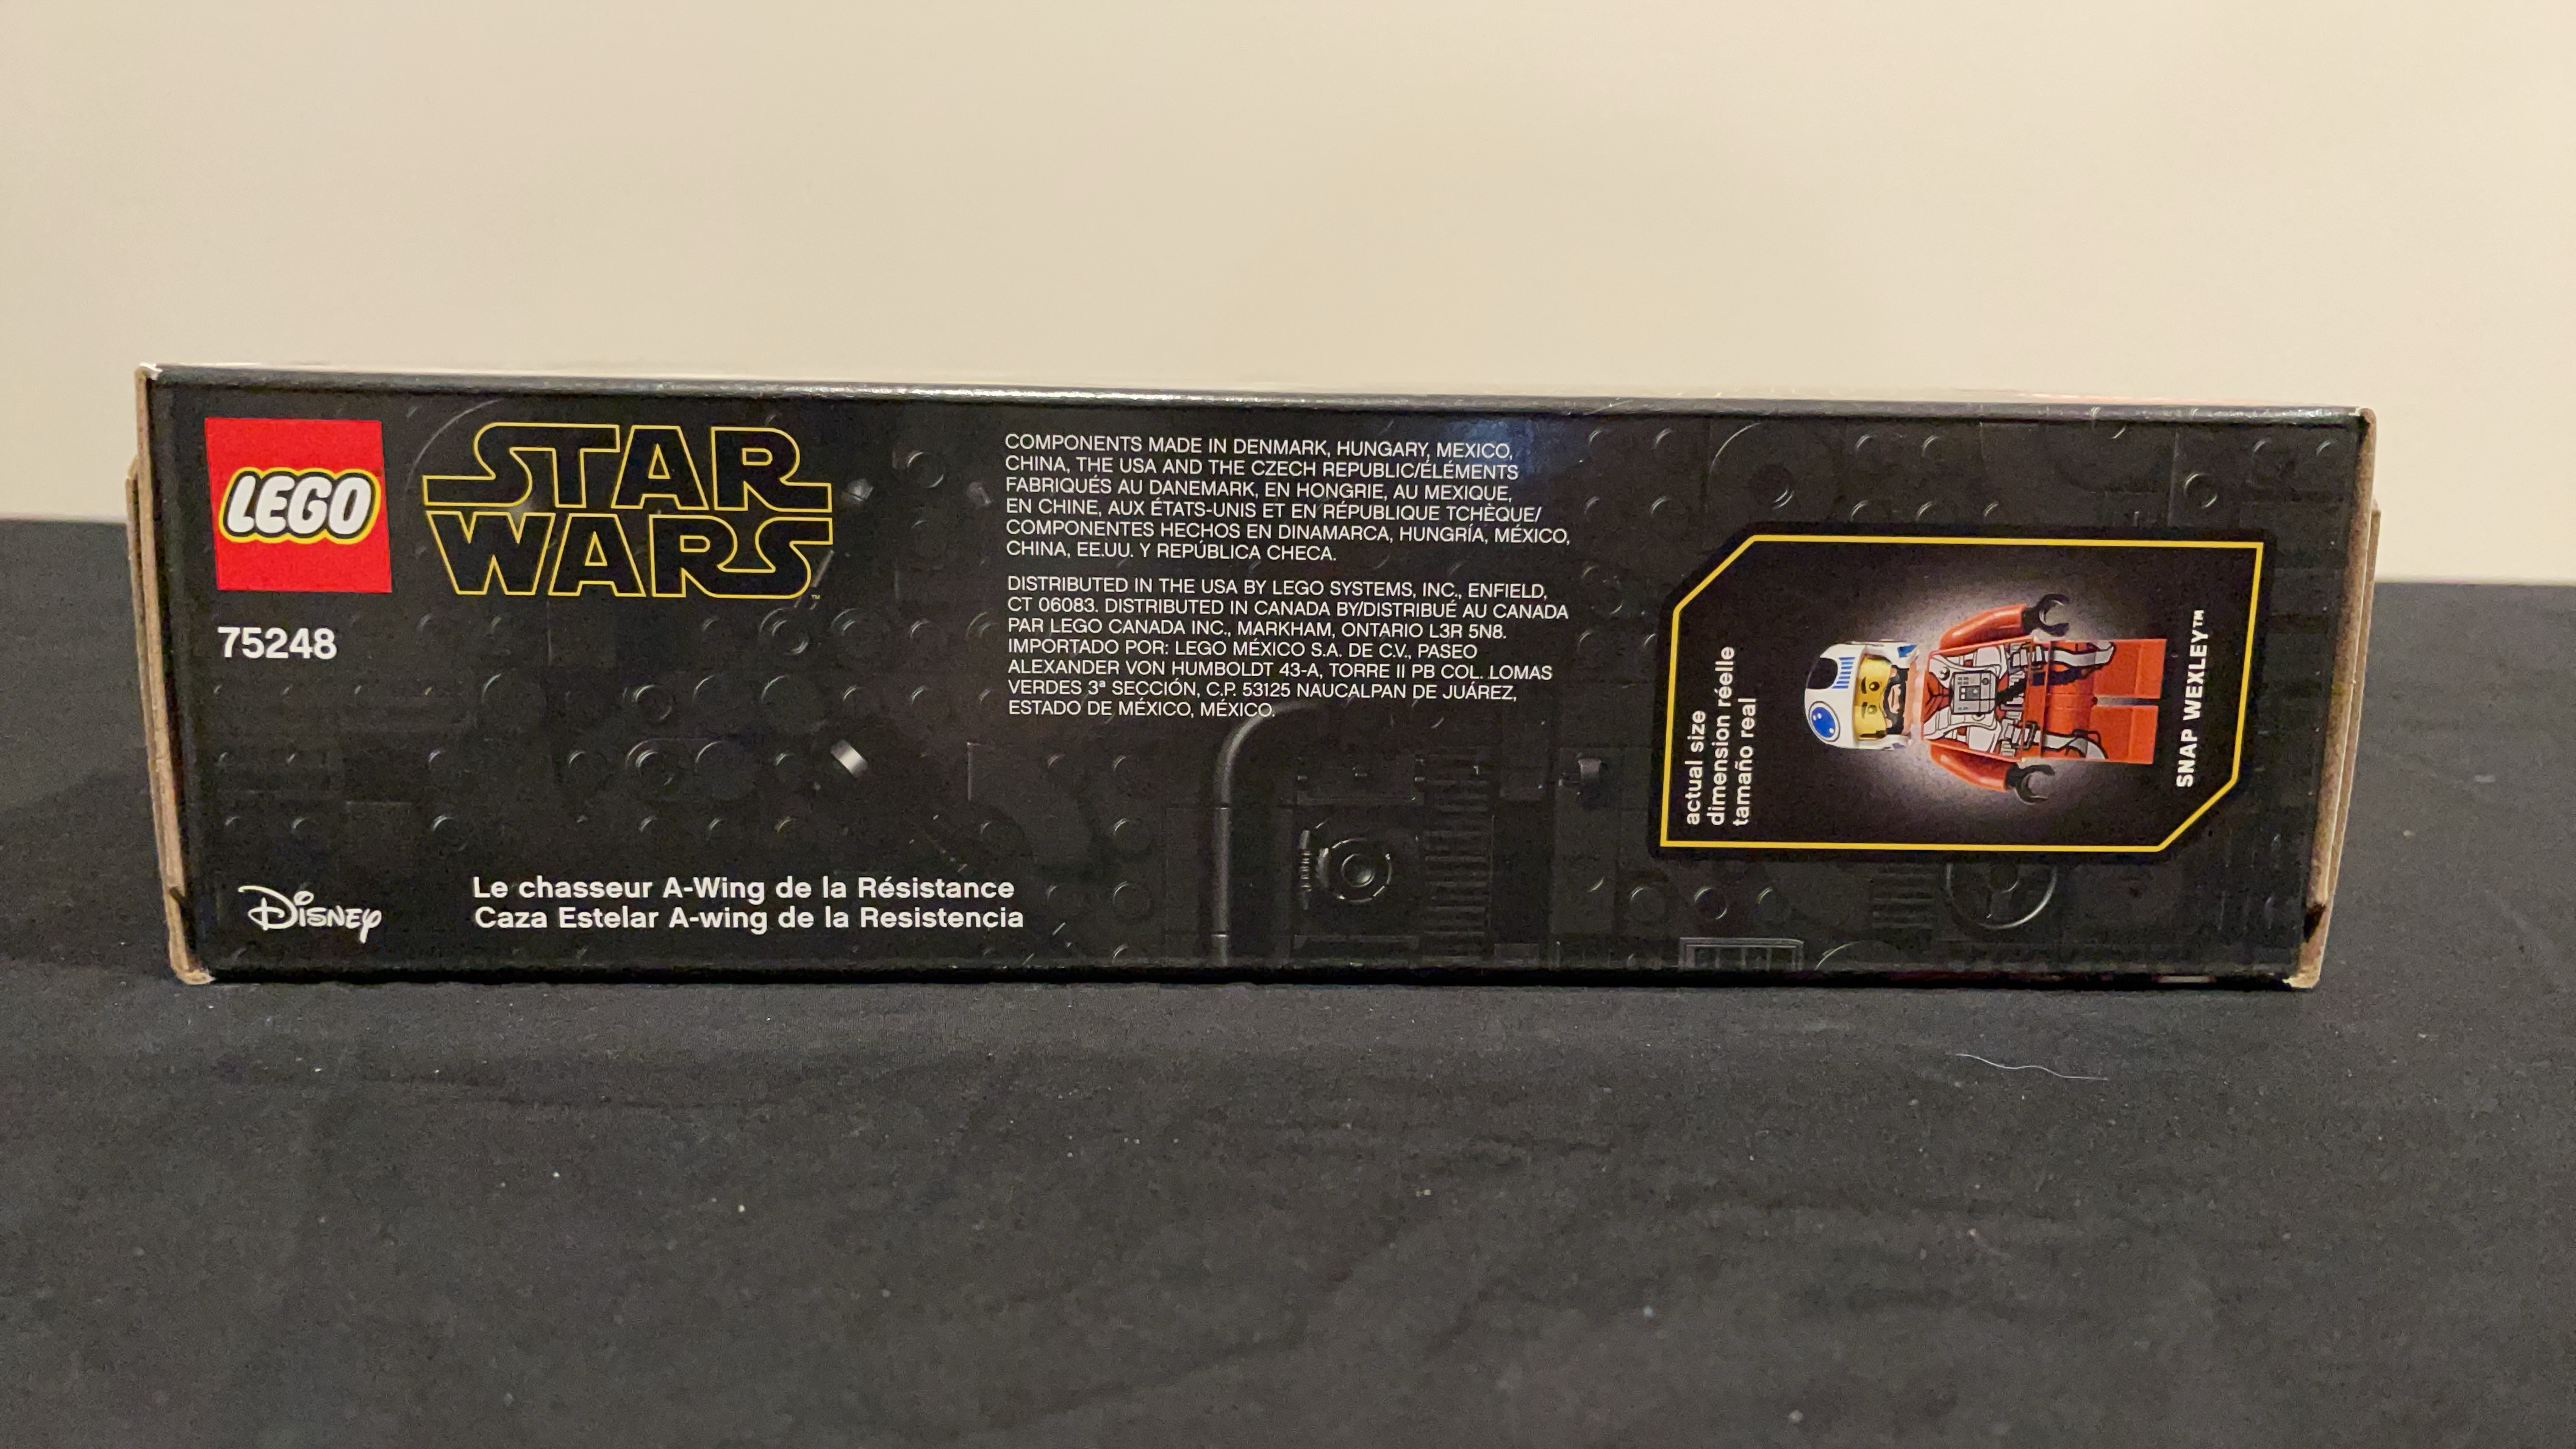 LEGO
STAR
WARS™
75248
COMPONENTS MADE IN DENMARK, HUNGARY, MEXICO,
CHINA, THE USA AND THE CZECH REPUBLIC/ÉLÉMENTS
FABRIQUÉS AU DANEMARK, EN HONGRIE, AU MEXIQUE,
EN CHINE, AUX ÉTATS-UNIS ET EN RÉPUBLIQUE TCHÈQUE/
COMPONENTES HECHOS EN DINAMARCA, HUNGRÍA, MÉXICO,
CHINA, EE.UU. Y REPÚBLICA CHECA.
DISTRIBUTED IN THE USA BY LEGO SYSTEMS, INC., ENFIELD,
CT 06083. DISTRIBUTED IN CANADA BY/DISTRIBUÉ AU CANADA
PAR LEGO CANADA INC., MARKHAM, ONTARIO L3R 5N8.
IMPORTADO POR: LEGO MÉXICO S.A. DE C.V., PASEO
ALEXANDER VON HUMBOLDT 43-A, TORRE II PB COL. LOMAS
VERDES 3ª SECCIÓN, C.P. 53125 NAUCALPAN DE JUÁREZ,
ESTADO DE MÉXICO, MÉXICO.
actual size
dimension réelle
tamaño real
SNAP WEXLEY™
Disney
Le chasseur A-Wing de la Résistance
Caza Estelar A-wing de la Resistencia